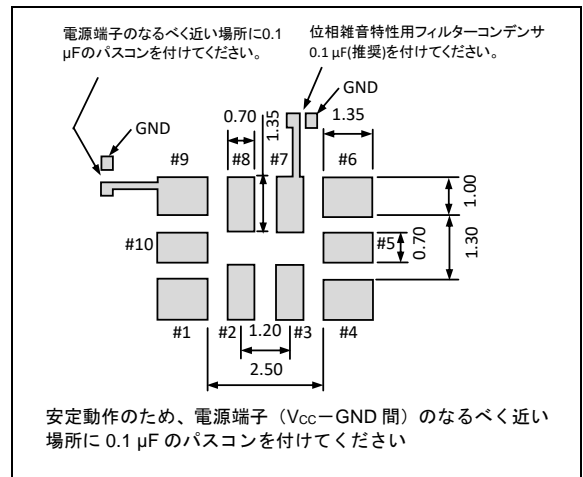 電源端子のなるべく近い場所に0.1
μFのパスコンを付けてください。
位相雑音特性用フィルターコンデンサ
0.1 μF(推奨)を付けてください。
GND
GND
0.70
1.35
1.35
#9
#8
#7
#6
1.00
#10
#5
0.70
1.30
#1
#2
1.20
#3
#4
2.50
安定動作のため、電源端子（Vcc－GND 間）のなるべく近い
場所に 0.1 μF のパスコンを付けてください